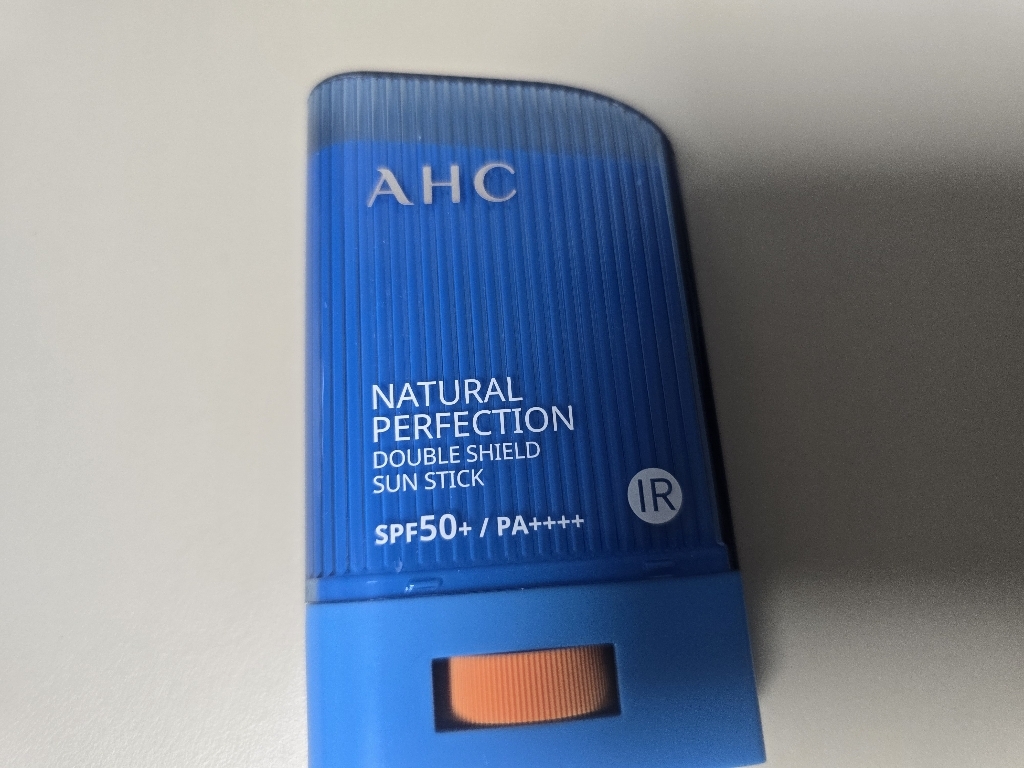 AHC
NATURAL
PERFECTION
DOUBLE SHIELD
SUN STICK
IR
SPF50+ / PA++++